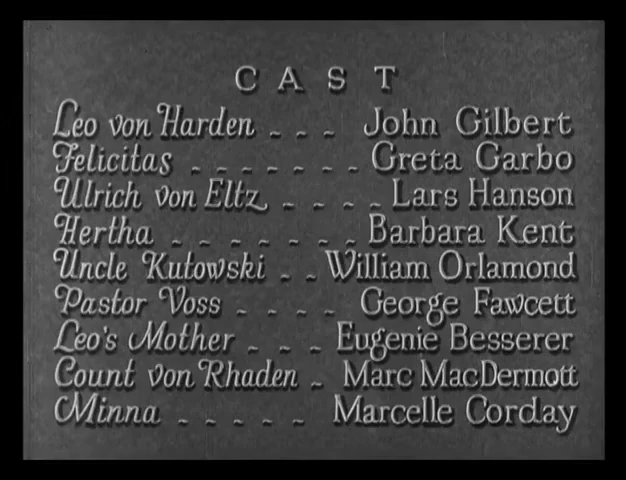 CAST
Leo von Harden _ _ _ John Gilbert
Felicitas _ _ _ _ _ _ _ Greta Garbo
Ulrich von Eltz _ _ _ _ Lars Hanson
Hertha _ _ _ _ _ _ _ Barbara Kent
Uncle Kutowski _ _ William Orlamond
Pastor Voss _ _ _ _ George Fawcett
Leo's Mother _ _ _ Eugenie Besserer
Count von Rhaden _ Marc MacDermott
Minna _ _ _ _ _ Marcelle Corday